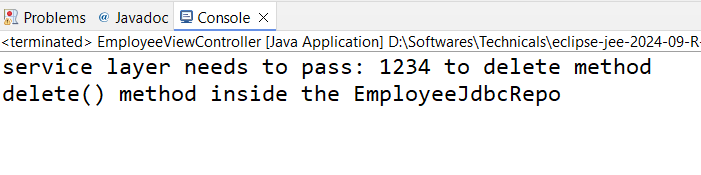 Problems @ Javadoc Console ×
<terminated> EmployeeViewController [Java Application] D:\Softwares\Technicals\eclipse-jee-2024-09-R-
service layer needs to pass: 1234 to delete method
delete() method inside the EmployeeJdbcRepo